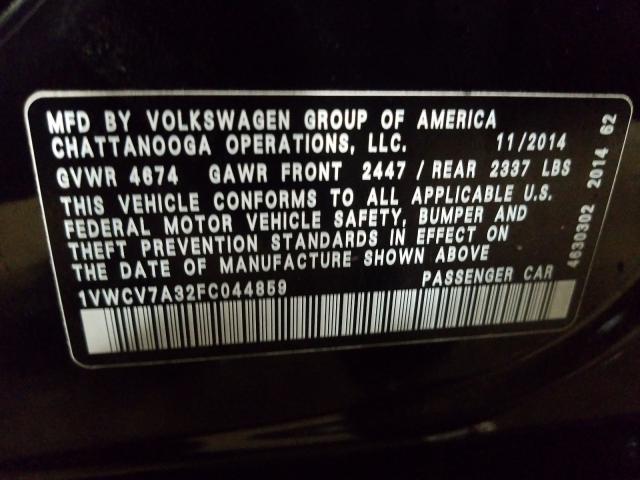 MFD BY VOLKSWAGEN GROUP OF AMERICA
CHATTANOOGA OPERATIONS, LLC. 11/2014
GVWR 4674 GAWR FRONT 2447 / REAR 2337 LBS
THIS VEHICLE CONFORMS TO ALL APPLICABLE U.S.
FEDERAL MOTOR VEHICLE SAFETY, BUMPER AND
THEFT PREVENTION STANDARDS IN EFFECT ON
THE DATE OF MANUFACTURE SHOWN ABOVE
1VWCV7A32FC044859 PASSENGER CAR
4630302 2014 62